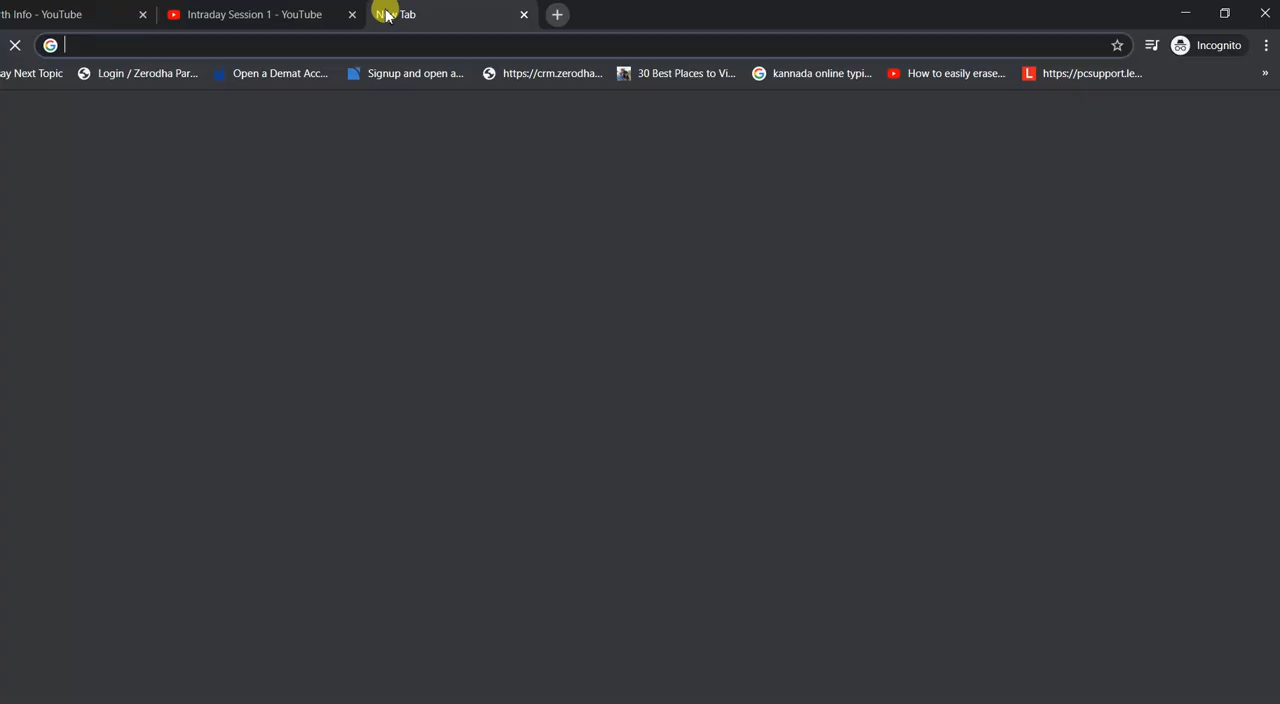 th Info - YouTube
Intraday Session 1 - YouTube
Tab
Incognito
ay Next Topic
Login / Zerodha Par...
Open a Demat Acc...
Signup and open a...
https://crm.zerodha...
30 Best Places to Vi...
kannada online typi...
How to easily erase...
https://pcsupport.le...